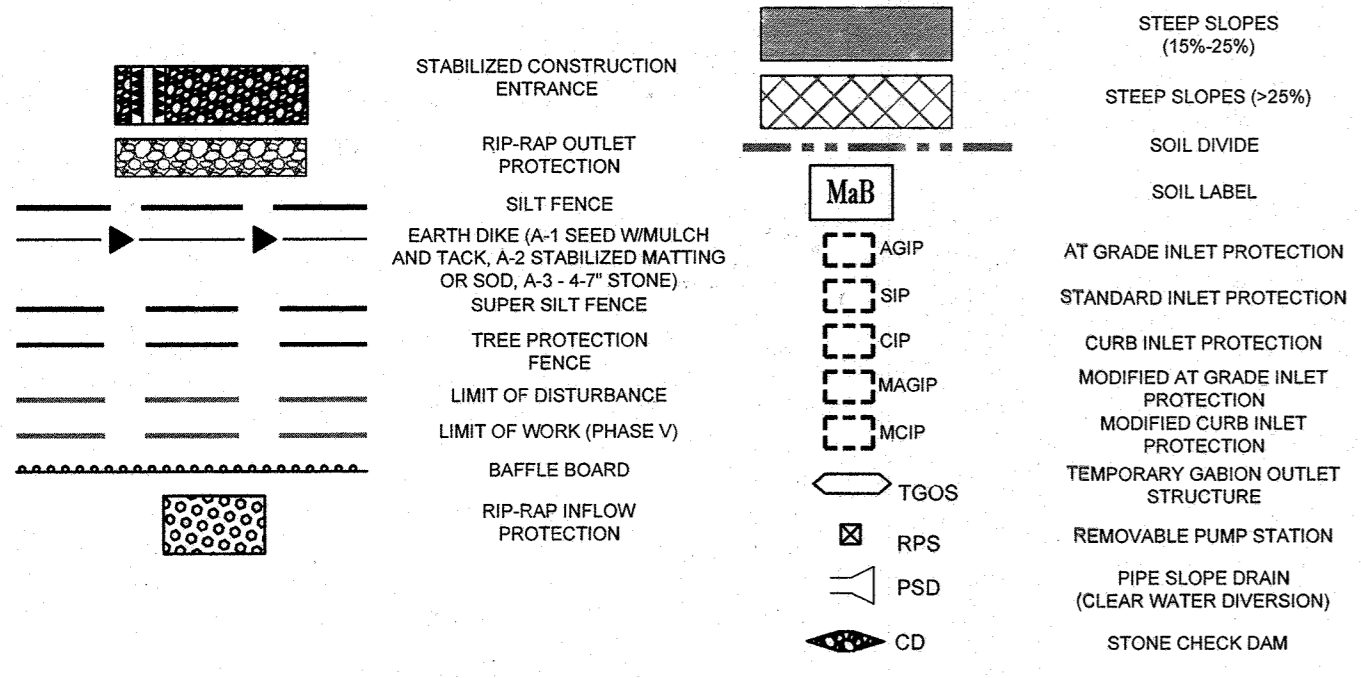 STABILIZED CONSTRUCTION
ENTRANCE
RIP-RAP OUTLET
PROTECTION
SILT FENCE
EARTH DIKE (A-1 SEED W/MULCH
AND TACK, A-2 STABILIZED MATTING
OR SOD, A-3 - 4-7" STONE)
SUPER SILT FENCE
TREE PROTECTION
FENCE
LIMIT OF DISTURBANCE
LIMIT OF WORK (PHASE V)
BAFFLE BOARD
RIP-RAP INFLOW
PROTECTION
STEEP SLOPES
(15%-25%)
STEEP SLOPES (>25%)
SOIL DIVIDE
MaB
SOIL LABEL
AGIP
AT GRADE INLET PROTECTION
SIP
STANDARD INLET PROTECTION
CIP
CURB INLET PROTECTION
MAGIP
MODIFIED AT GRADE INLET
PROTECTION
MCIP
MODIFIED CURB INLET
PROTECTION
TGOS
TEMPORARY GABION OUTLET
STRUCTURE
RPS
REMOVABLE PUMP STATION
PSD
PIPE SLOPE DRAIN
(CLEAR WATER DIVERSION)
CD
STONE CHECK DAM